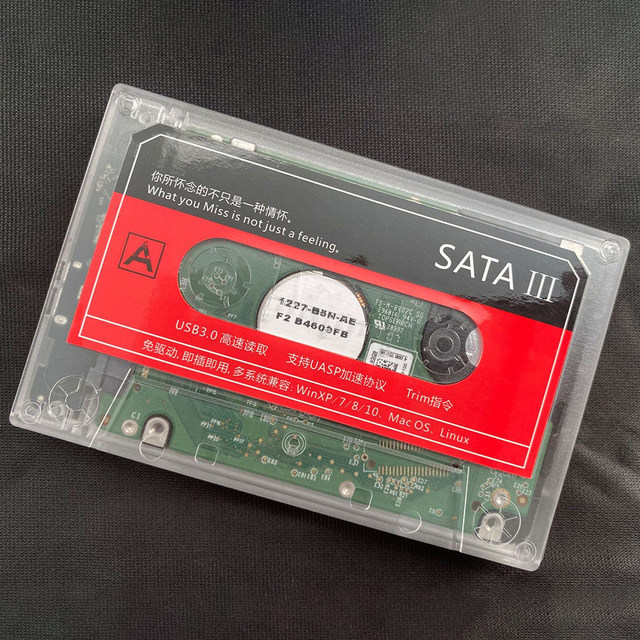 你所怀念的不只是一种情怀。
What you Miss is not just a feeling.
SATA III
A
1227-B5N-AE
F2 B4609FB
USB3.0 高速读取 支持UASP加速协议 Trim指令
免驱动, 即插即用, 多系统兼容: WinXP/7/8/10、Mac OS、Linux
C1